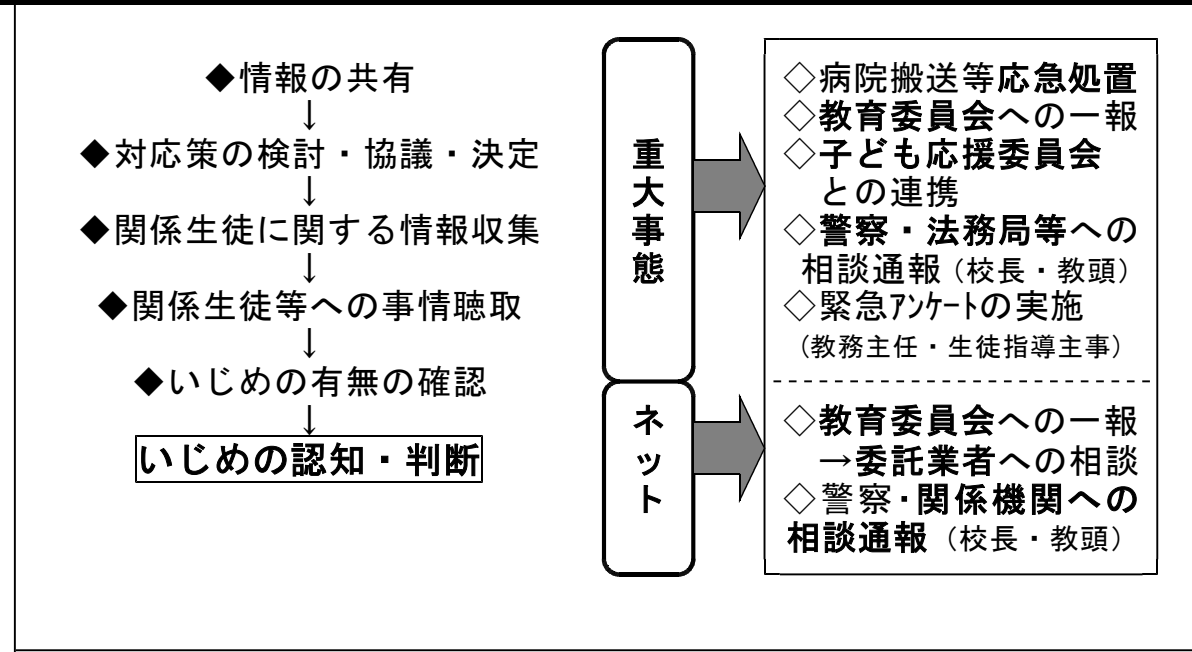 ◆情報の共有
↓
◆対応策の検討・協議・決定
↓
◆関係生徒に関する情報収集
↓
◆関係生徒等への事情聴取
↓
◆いじめの有無の確認
↓
いじめの認知・判断
重大事態
◇病院搬送等応急処置
◇教育委員会への一報
◇子ども応援委員会
との連携
◇警察・法務局等への
相談通報（校長・教頭）
◇緊急ｱﾝｹｰﾄの実施
（教務主任・生徒指導主事）
ネット
◇教育委員会への一報
→委託業者への相談
◇警察・関係機関への
相談通報（校長・教頭）